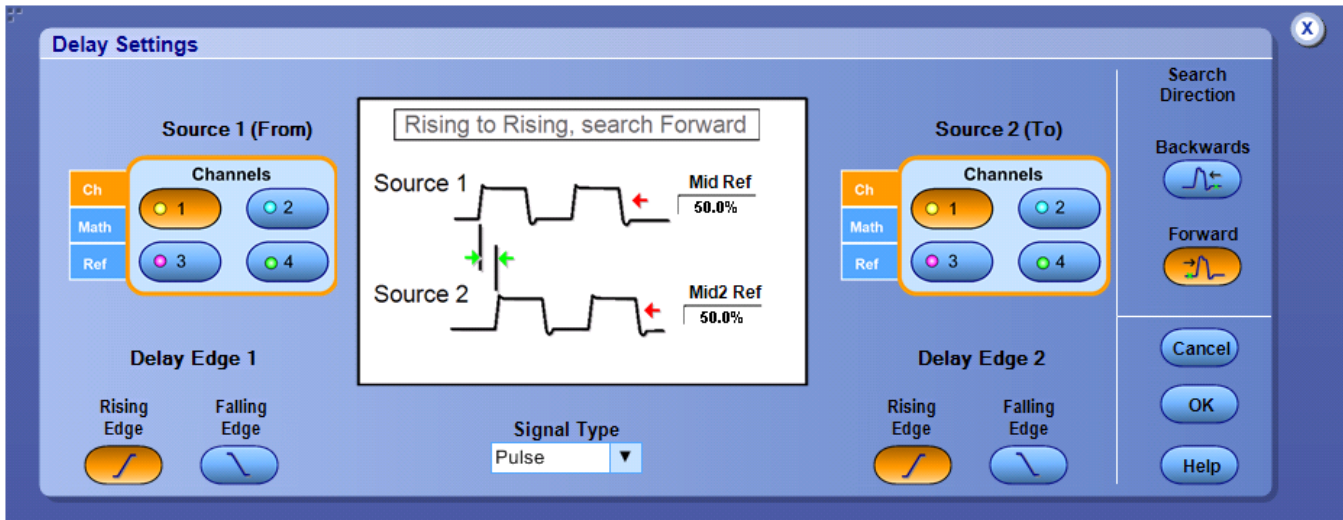 Delay Settings
X
Source 1 (From)
Channels
Ch
Math
Ref
1
2
3
4
Delay Edge 1
Rising Edge
Falling Edge
Rising to Rising, search Forward
Source 1
Mid Ref
50.0%
Source 2
Mid2 Ref
50.0%
Signal Type
Pulse
Source 2 (To)
Channels
Ch
Math
Ref
1
2
3
4
Delay Edge 2
Rising Edge
Falling Edge
Search
Direction
Backwards
Forward
Cancel
OK
Help